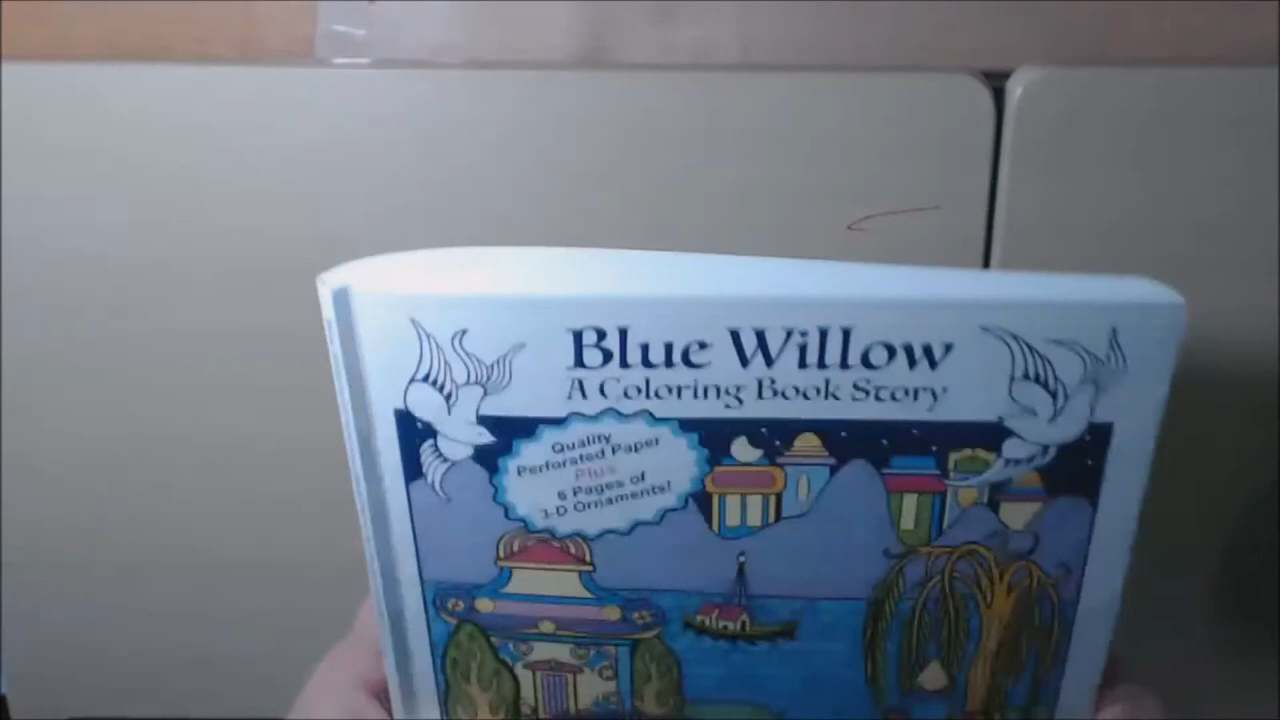 Blue Willow
A Coloring Book Story
Quality
Perforated Paper
Plus
6 Pages of
3-D Ornaments!